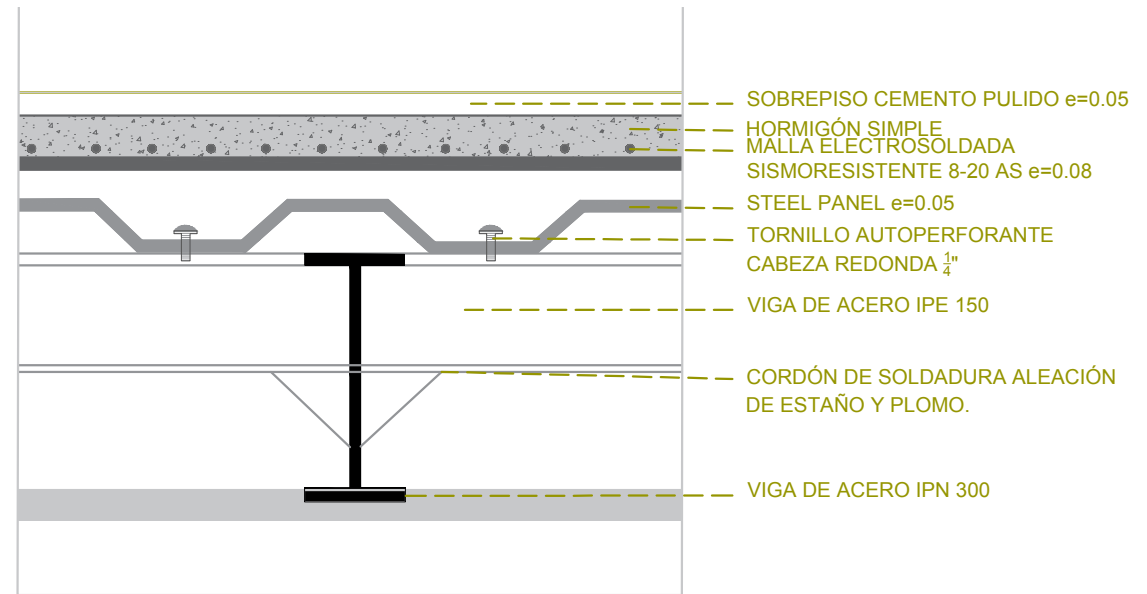 SOBREPISO CEMENTO PULIDO e=0.05
HORMIGÓN SIMPLE
MALLA ELECTROSOLDADA
SISMORESISTENTE 8-20 AS e=0.08
STEEL PANEL e=0.05
TORNILLO AUTOPERFORANTE
CABEZA REDONDA 1/4"
VIGA DE ACERO IPE 150
CORDÓN DE SOLDADURA ALEACIÓN
DE ESTAÑO Y PLOMO.
VIGA DE ACERO IPN 300